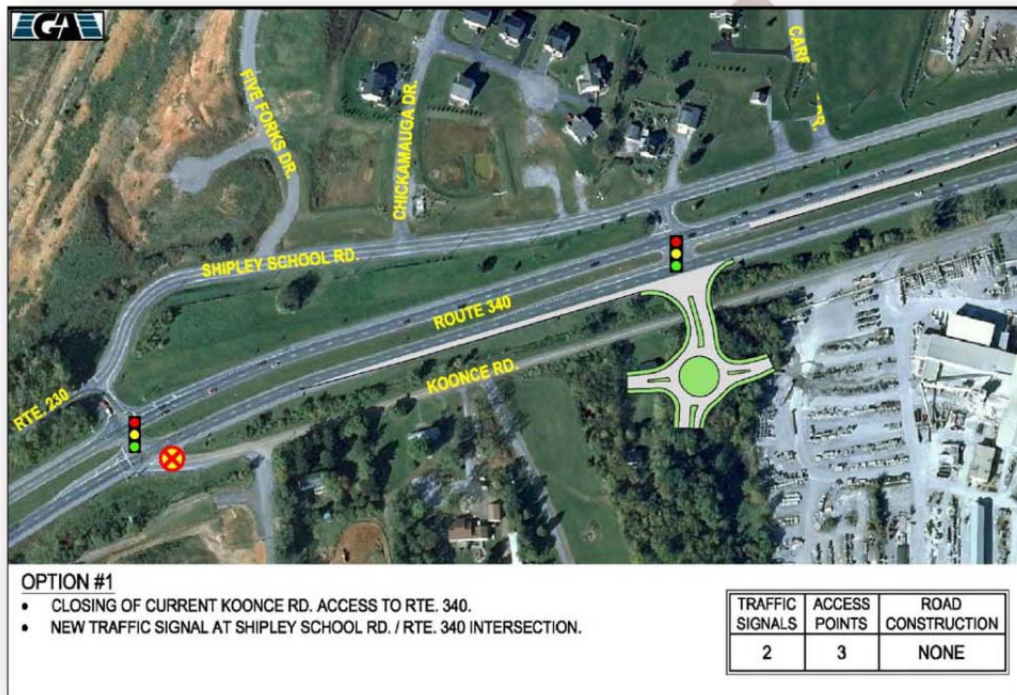 GA
FIVE FORKS DR.
CHICKAMAUGA DR.
SHIPLEY SCHOOL RD.
ROUTE 340
KOONCE RD.
RTE. 230
OPTION #1
• CLOSING OF CURRENT KOONCE RD. ACCESS TO RTE. 340.
• NEW TRAFFIC SIGNAL AT SHIPLEY SCHOOL RD. / RTE. 340 INTERSECTION.
TRAFFIC SIGNALS ACCESS POINTS ROAD CONSTRUCTION
2 3 NONE